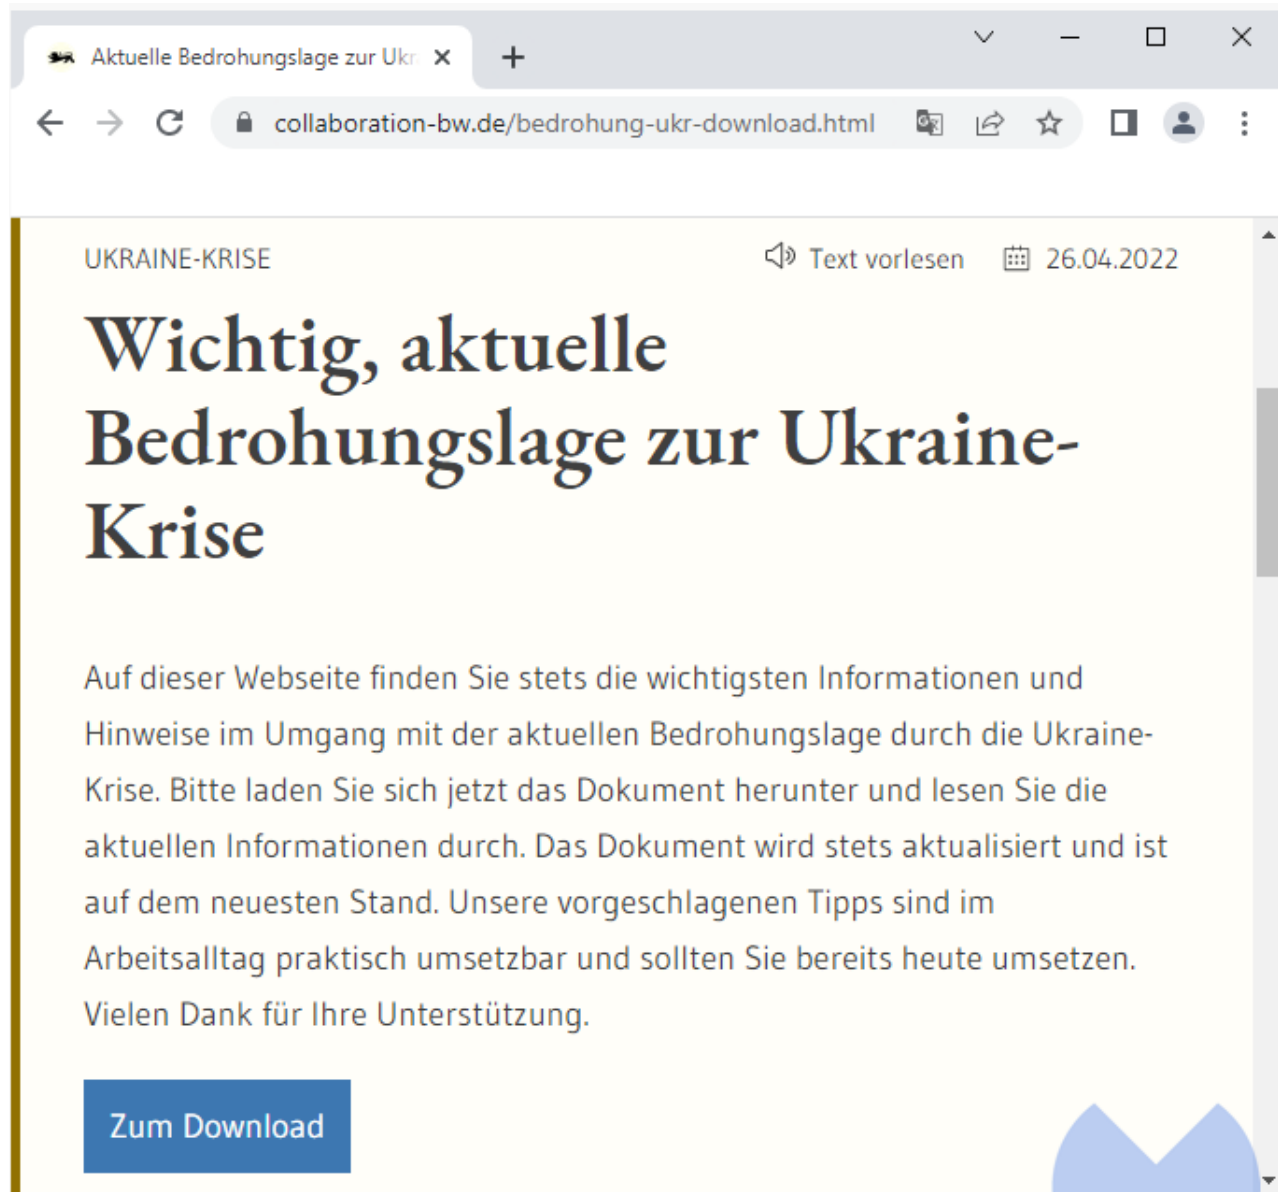 Aktuelle Bedrohungslage zur Ukr
collaboration-bw.de/bedrohung-ukr-download.html
UKRAINE-KRISE
Text vorlesen
26.04.2022
Wichtig, aktuelle
Bedrohungslage zur Ukraine-
Krise
Auf dieser Webseite finden Sie stets die wichtigsten Informationen und
Hinweise im Umgang mit der aktuellen Bedrohungslage durch die Ukraine-
Krise. Bitte laden Sie sich jetzt das Dokument herunter und lesen Sie die
aktuellen Informationen durch. Das Dokument wird stets aktualisiert und ist
auf dem neuesten Stand. Unsere vorgeschlagenen Tipps sind im
Arbeitsalltag praktisch umsetzbar und sollten Sie bereits heute umsetzen.
Vielen Dank für Ihre Unterstützung.
Zum Download